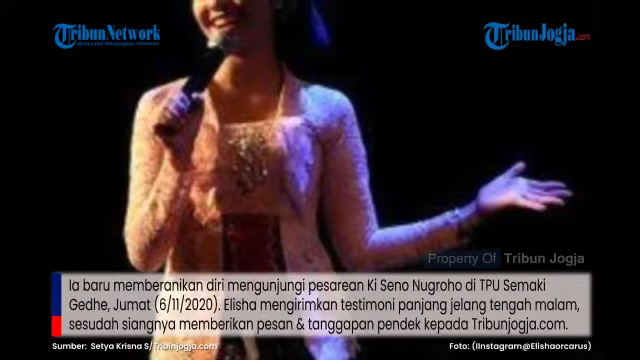 TribunNetwork
TribunJogja.com
Property Of Tribun Jogja
Ia baru memberanikan diri mengunjungi pesarean Ki Seno Nugroho di TPU Semaki
Gedhe, Jumat (6/11/2020). Elisha mengirimkan testimoni panjang jelang tengah malam,
sesudah siangnya memberikan pesan & tanggapan pendek kepada Tribunjogja.com.
Sumber: Setya Krisna S/Tribinjogja.com
Foto: (IInstagram@Elishaorcarus)